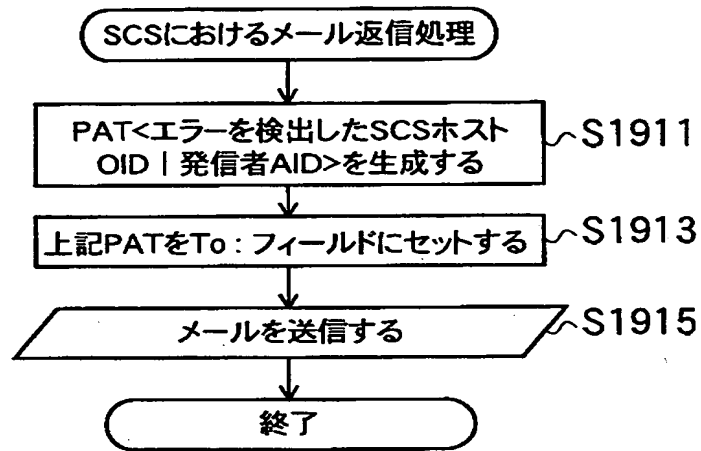 SCSにおけるメール返信処理
PAT<エラーを検出したSCSホスト
OID|発信者AID>を生成する
S1911
上記PATをTo:フィールドにセットする
S1913
メールを送信する
S1915
終了